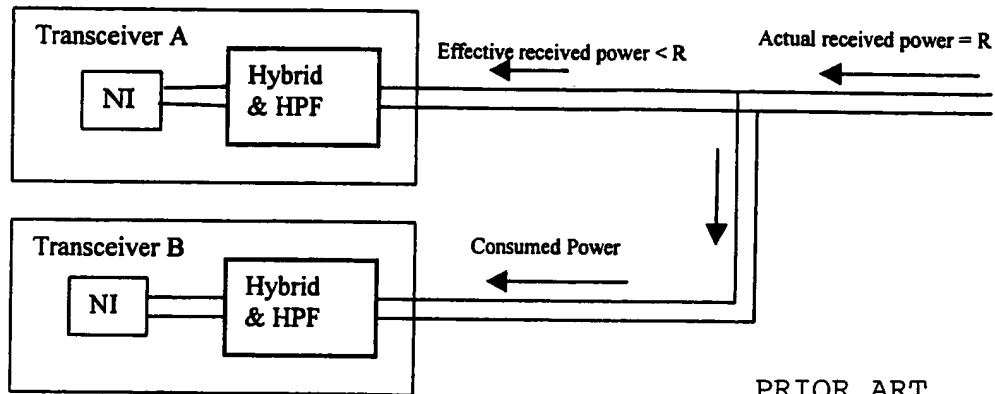 Transceiver A
NI
Hybrid
& HPF
Effective received power < R
Actual received power = R
Transceiver B
NI
Hybrid
& HPF
Consumed Power
PRIOR ART